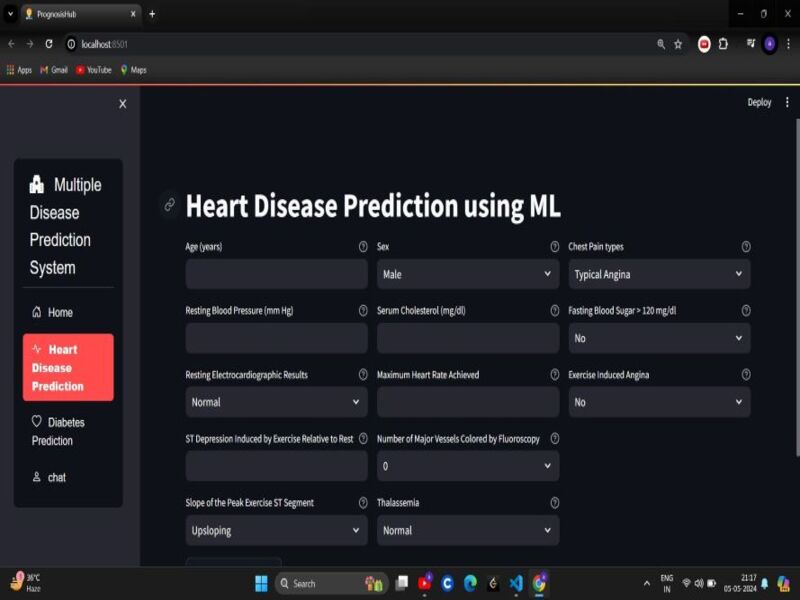 PrognosisHub
localhost:8501
Apps
Gmail
YouTube
Maps
Deploy
Multiple
Disease
Prediction
System
Home
Heart
Disease
Prediction
Diabetes
Prediction
chat
Heart Disease Prediction using ML
Age (years)
Sex
Chest Pain types
Male
Typical Angina
Resting Blood Pressure (mm Hg)
Serum Cholesterol (mg/dl)
Fasting Blood Sugar > 120 mg/dl
No
Resting Electrocardiographic Results
Maximum Heart Rate Achieved
Exercise Induced Angina
Normal
No
ST Depression Induced by Exercise Relative to Rest
Number of Major Vessels Colored by Fluoroscopy
0
Slope of the Peak Exercise ST Segment
Thalassemia
Upsloping
Normal
36°C
Haze
Search
ENG
IN
21:17
05-05-2024